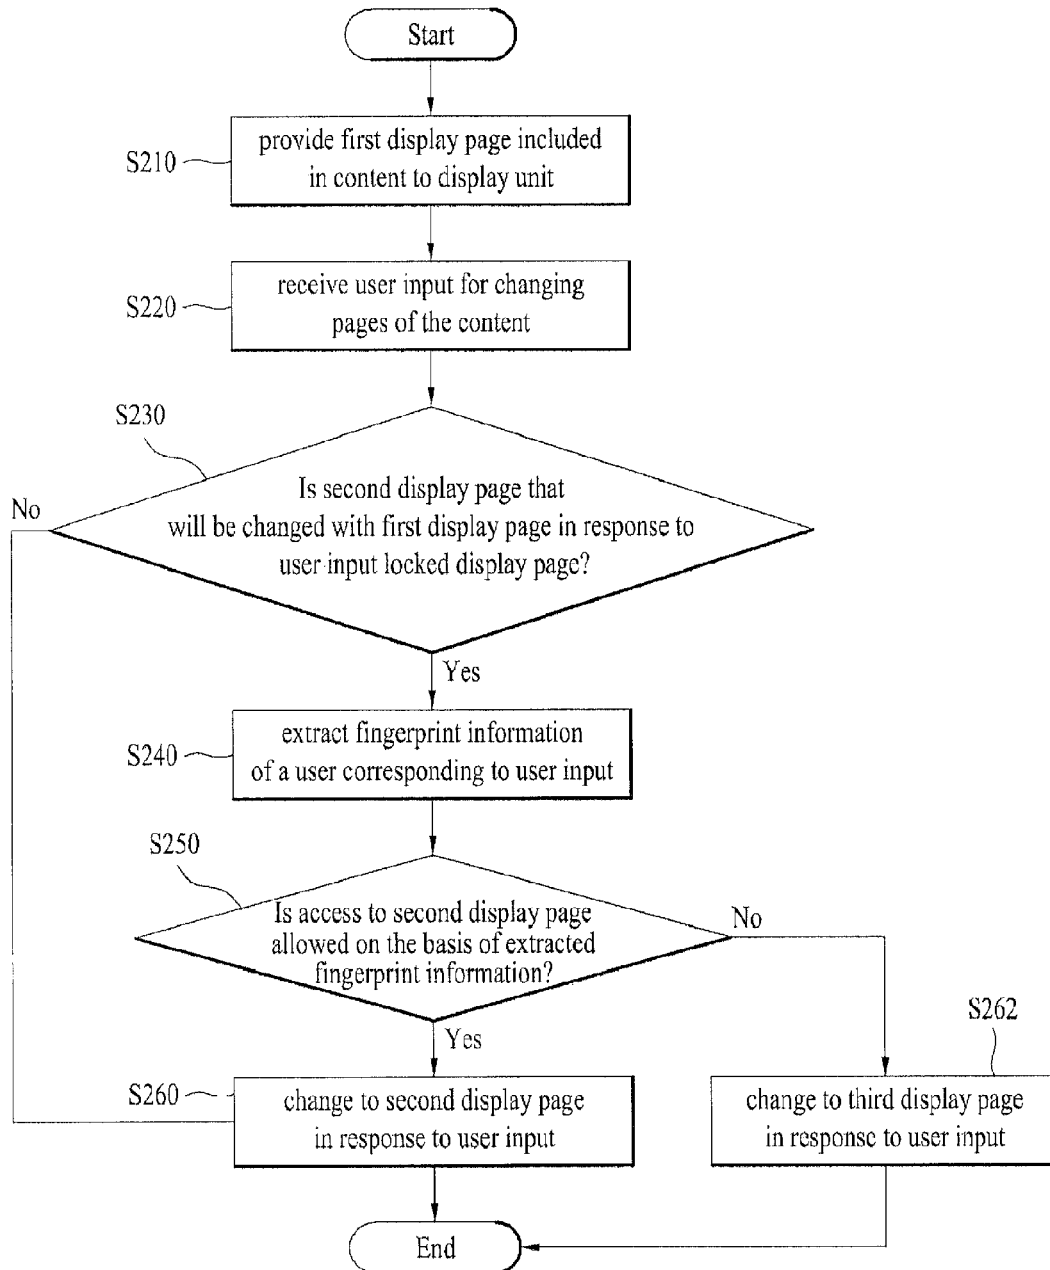 Start
S210
provide first display page included
in content to display unit
S220
receive user input for changing
pages of the content
S230
No
Is second display page that
will be changed with first display page in response to
user input locked display page?
Yes
S240
extract fingerprint information
of a user corresponding to user input
S250
Is access to second display page
allowed on the basis of extracted
fingerprint information?
No
Yes
S260
change to second display page
in response to user input
S262
change to third display page
in response to user input
End